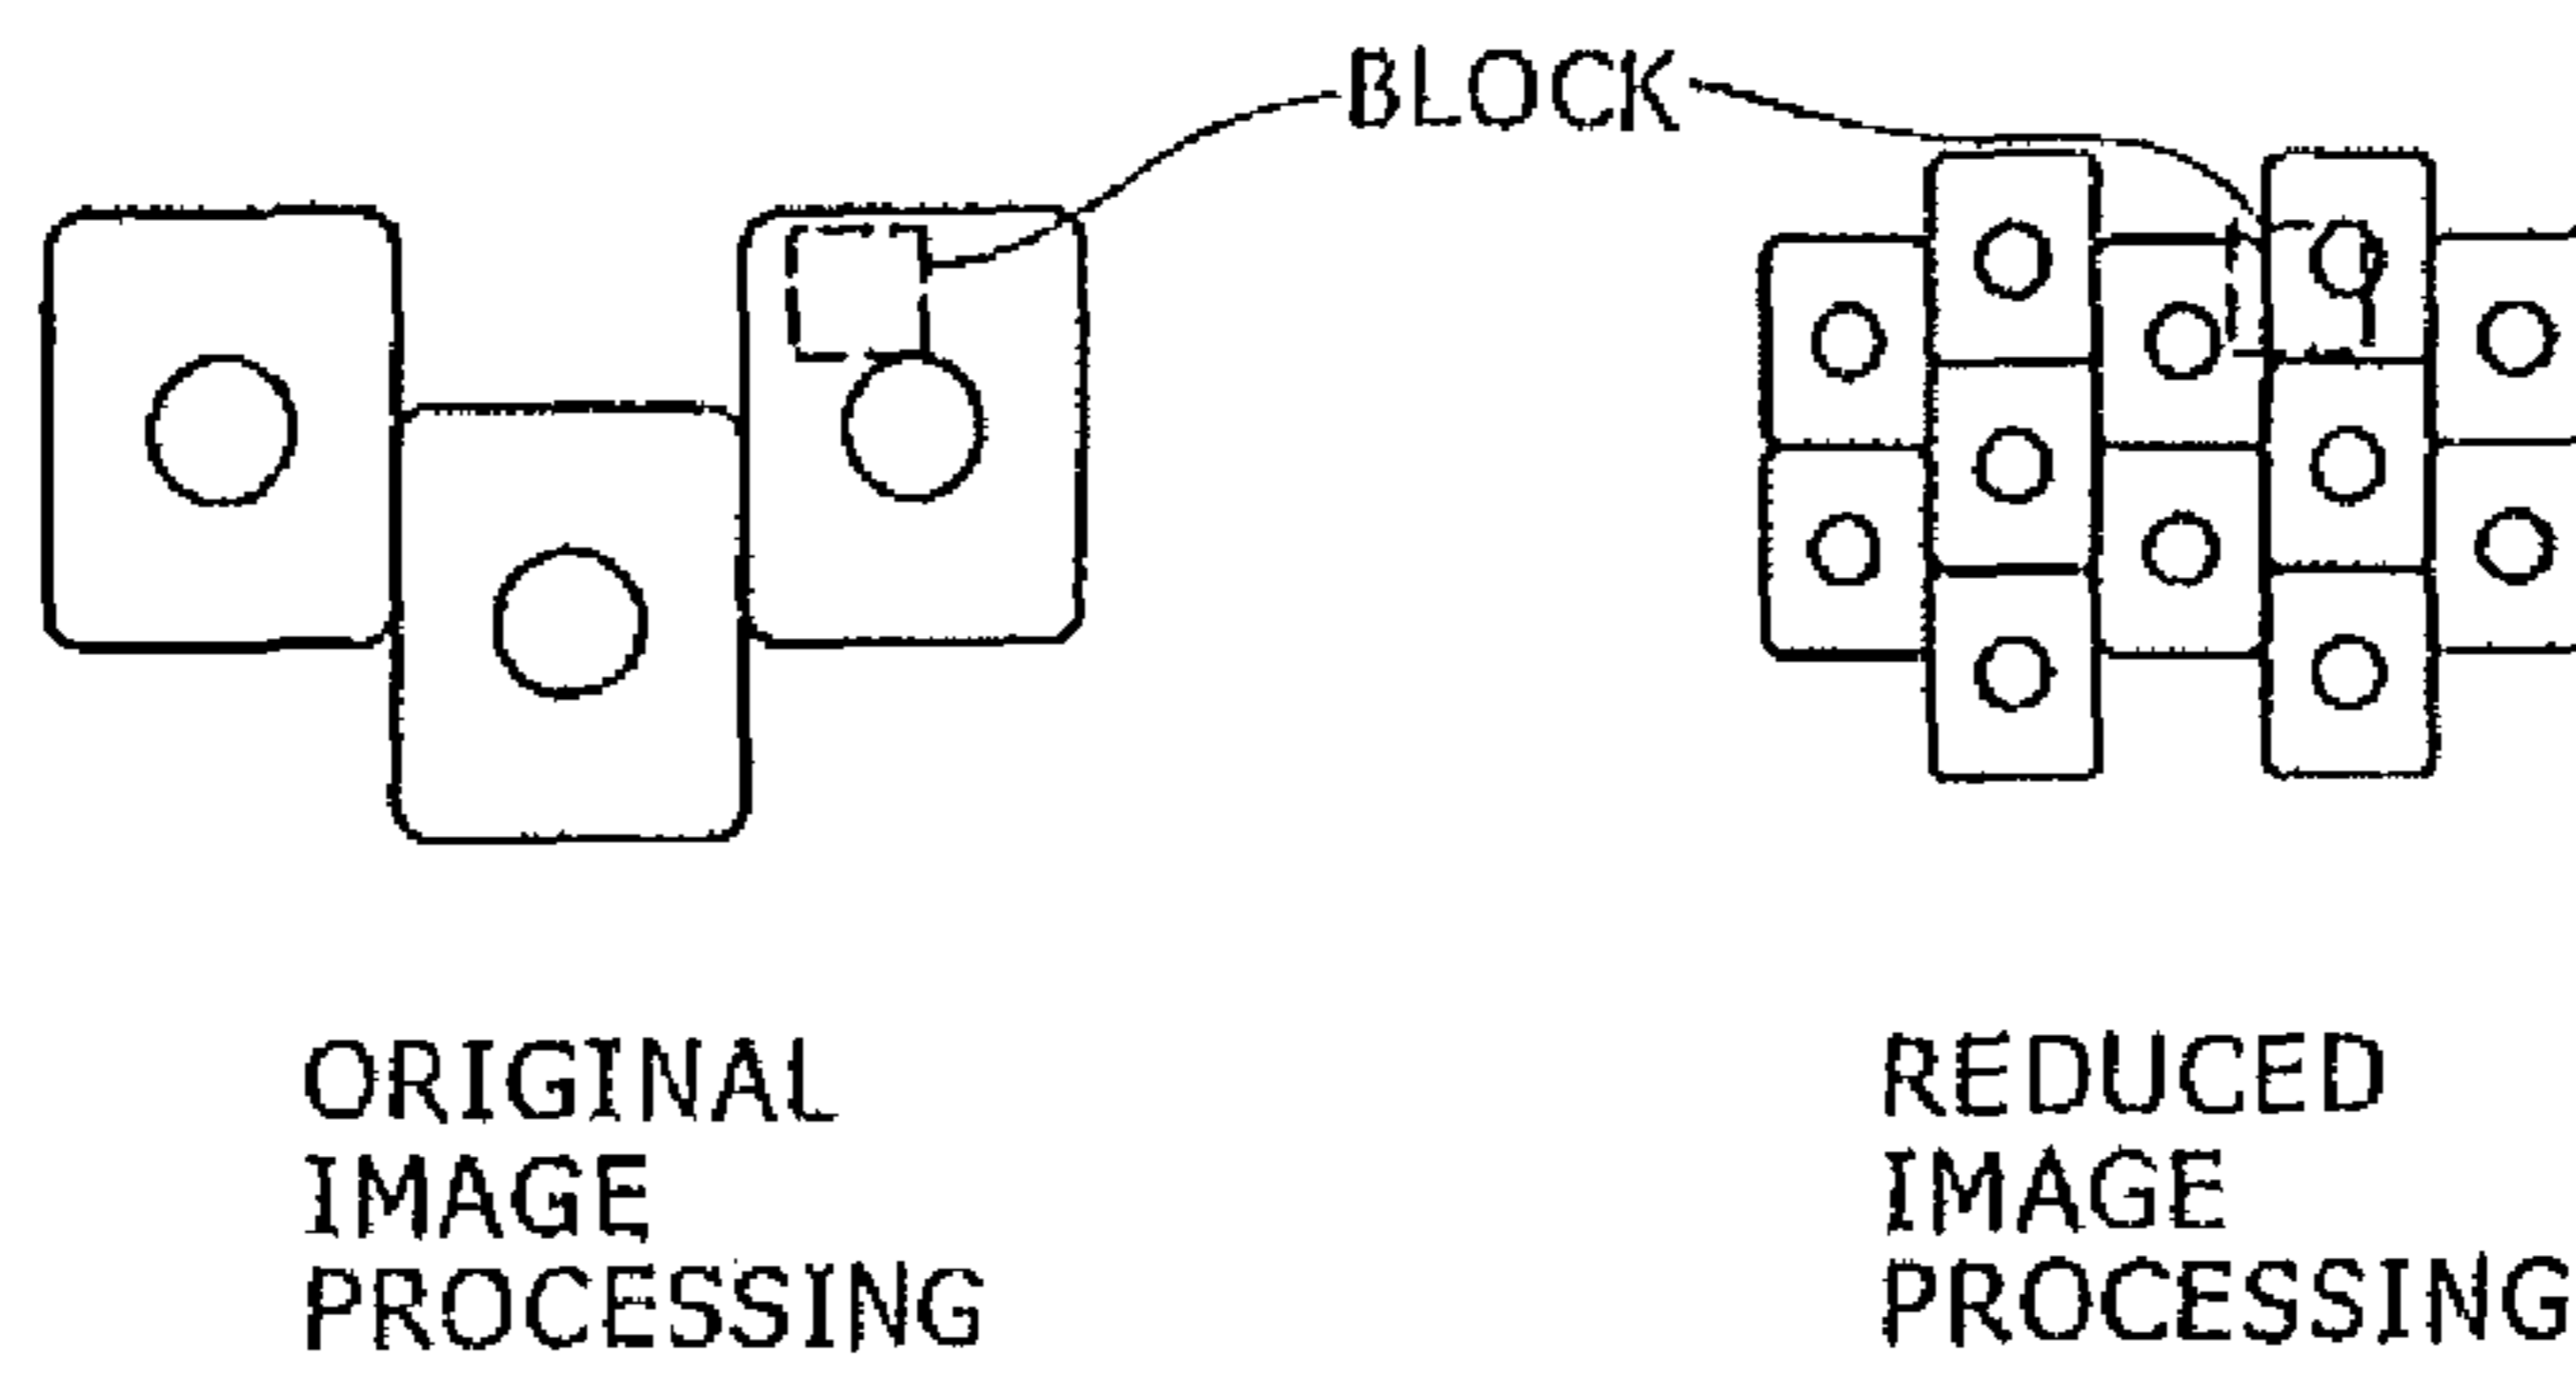 BLOCK
ORIGINAL
IMAGE
PROCESSING
REDUCED
IMAGE
PROCESSING